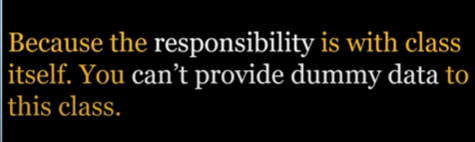 Because the responsibility is with class
itself. You can’t provide dummy data to
this class.